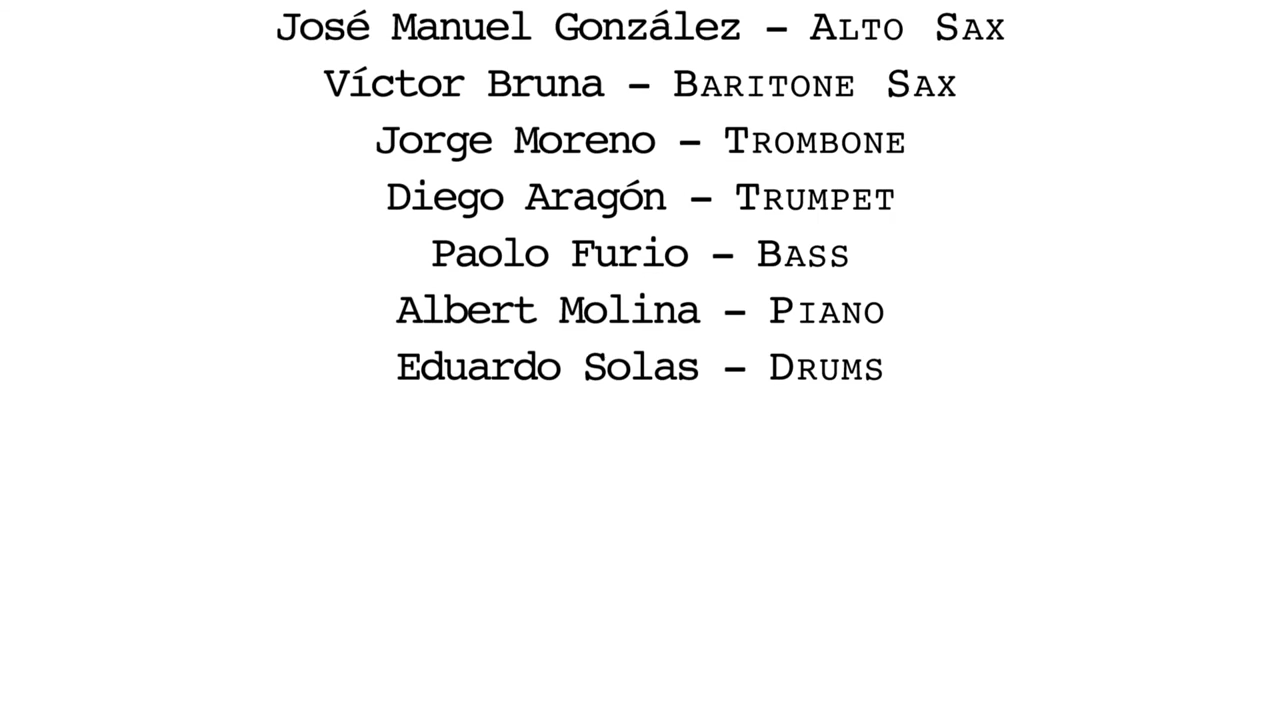 José Manuel González – Alto Sax
Víctor Bruna – Baritone Sax
Jorge Moreno – Trombone
Diego Aragón – Trumpet
Paolo Furio – Bass
Albert Molina – Piano
Eduardo Solas – Drums